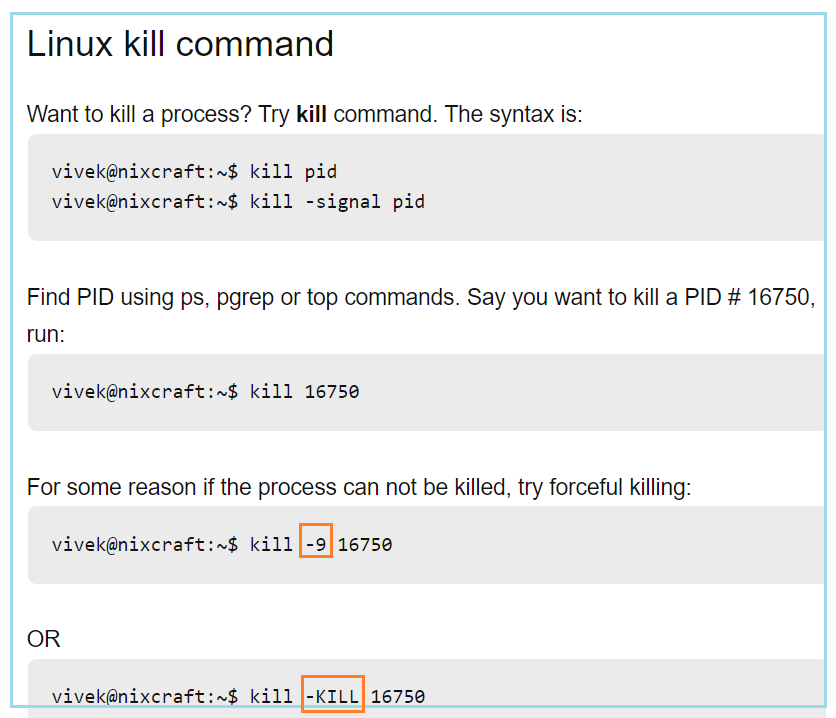 Linux kill command
Want to kill a process? Try kill command. The syntax is:
vivek@nixcraft:~$ kill pid
vivek@nixcraft:~$ kill -signal pid
Find PID using ps, pgrep or top commands. Say you want to kill a PID # 16750,
run:
vivek@nixcraft:~$ kill 16750
For some reason if the process can not be killed, try forceful killing:
vivek@nixcraft:~$ kill -9 16750
OR
vivek@nixcraft:~$ kill -KILL 16750